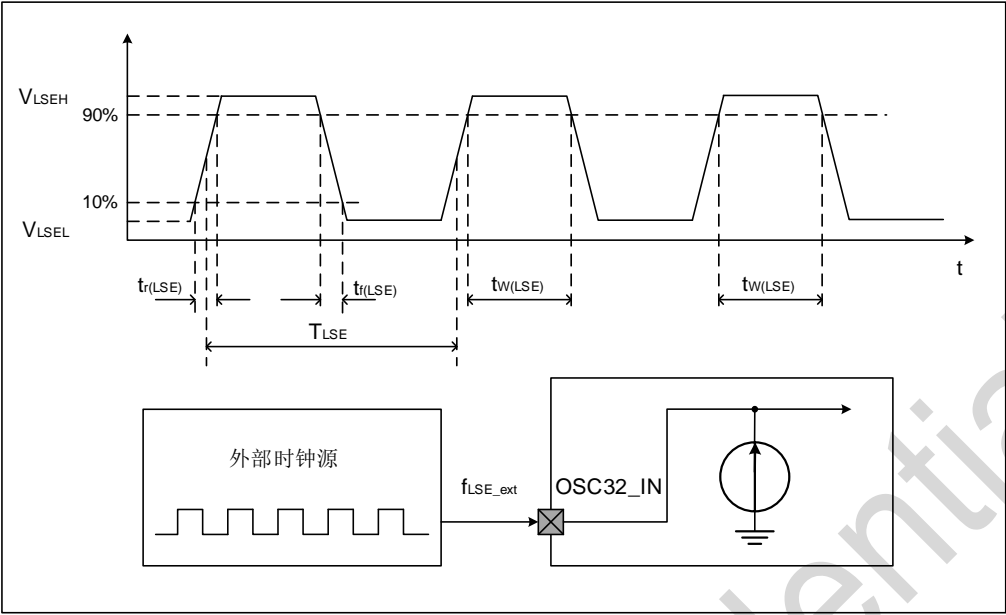 VLSEH
90%
10%
VLSEL
t
tr(LSE)
tf(LSE)
tW(LSE)
tW(LSE)
TLSE
外部时钟源
fLSE_ext
OSC32_IN